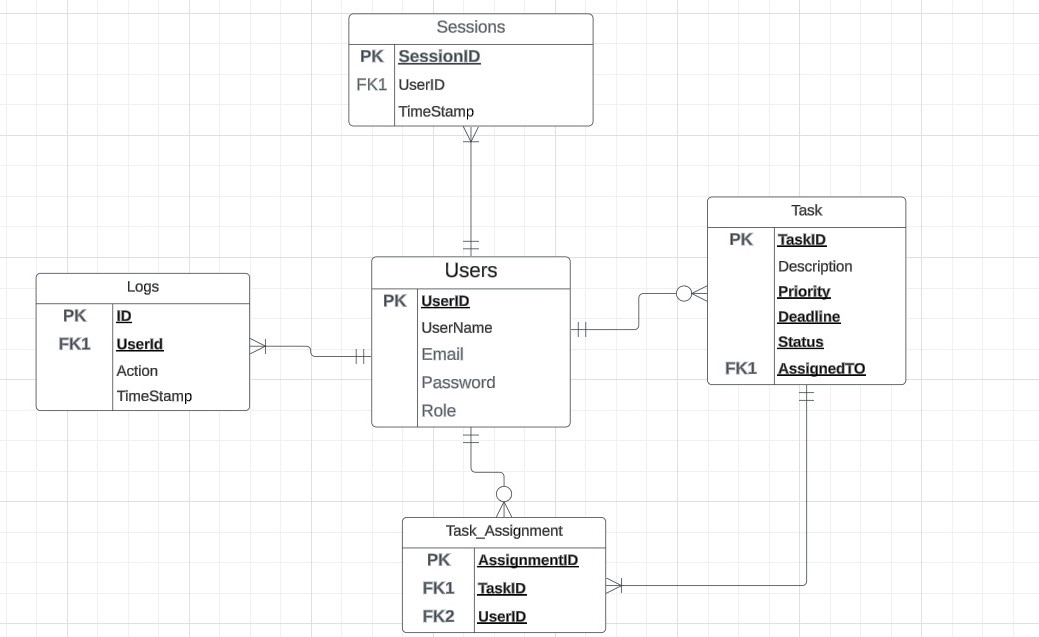 Sessions
PK SessionID
FK1 UserID
TimeStamp
Task
PK TaskID
Description
Priority
Deadline
Status
FK1 AssignedTO
Users
PK UserID
UserName
Email
Password
Role
Logs
PK ID
FK1 UserId
Action
TimeStamp
Task_Assignment
PK AssignmentID
FK1 TaskID
FK2 UserID